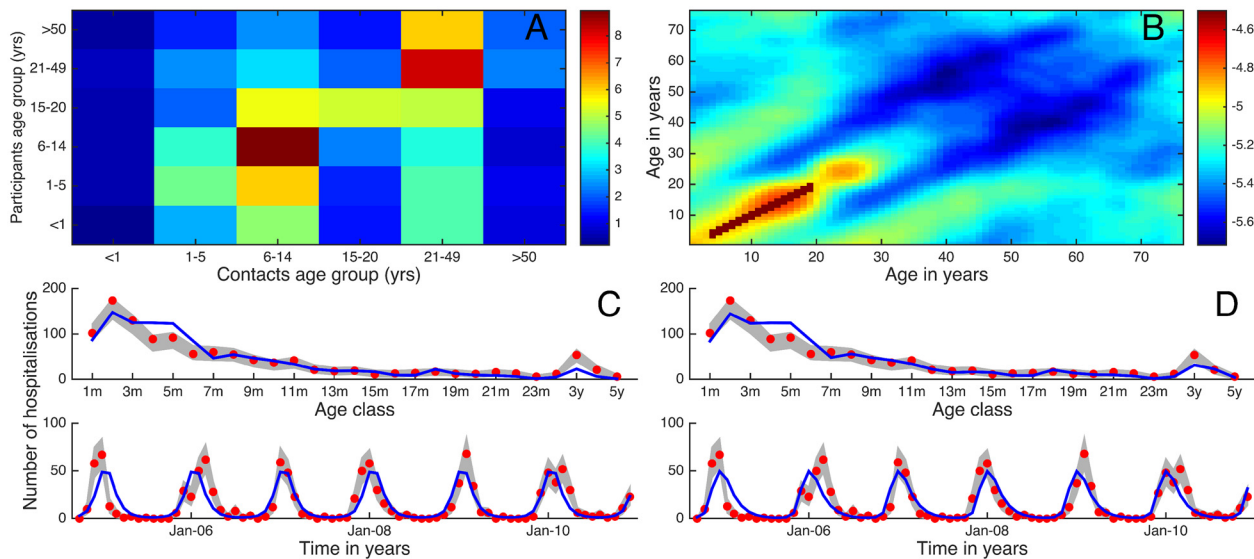 A
Participants age group (yrs)
>50
21-49
15-20
6-14
1-5
<1
<1 1-5 6-14 15-20 21-49 >50
Contacts age group (yrs)
8
7
6
5
4
3
2
1
B
Age in years
70
60
50
40
30
20
10
10 20 30 40 50 60 70
Age in years
-4.6
-4.8
-5
-5.2
-5.4
-5.6
C
Number of hospitalisations
200
100
0
1m 3m 5m 7m 9m 11m 13m 15m 17m 19m 21m 23m 3y 5y
Age class
100
50
0
Jan-06 Jan-08 Jan-10
Time in years
D
200
100
0
1m 3m 5m 7m 9m 11m 13m 15m 17m 19m 21m 23m 3y 5y
Age class
100
50
0
Jan-06 Jan-08 Jan-10
Time in years